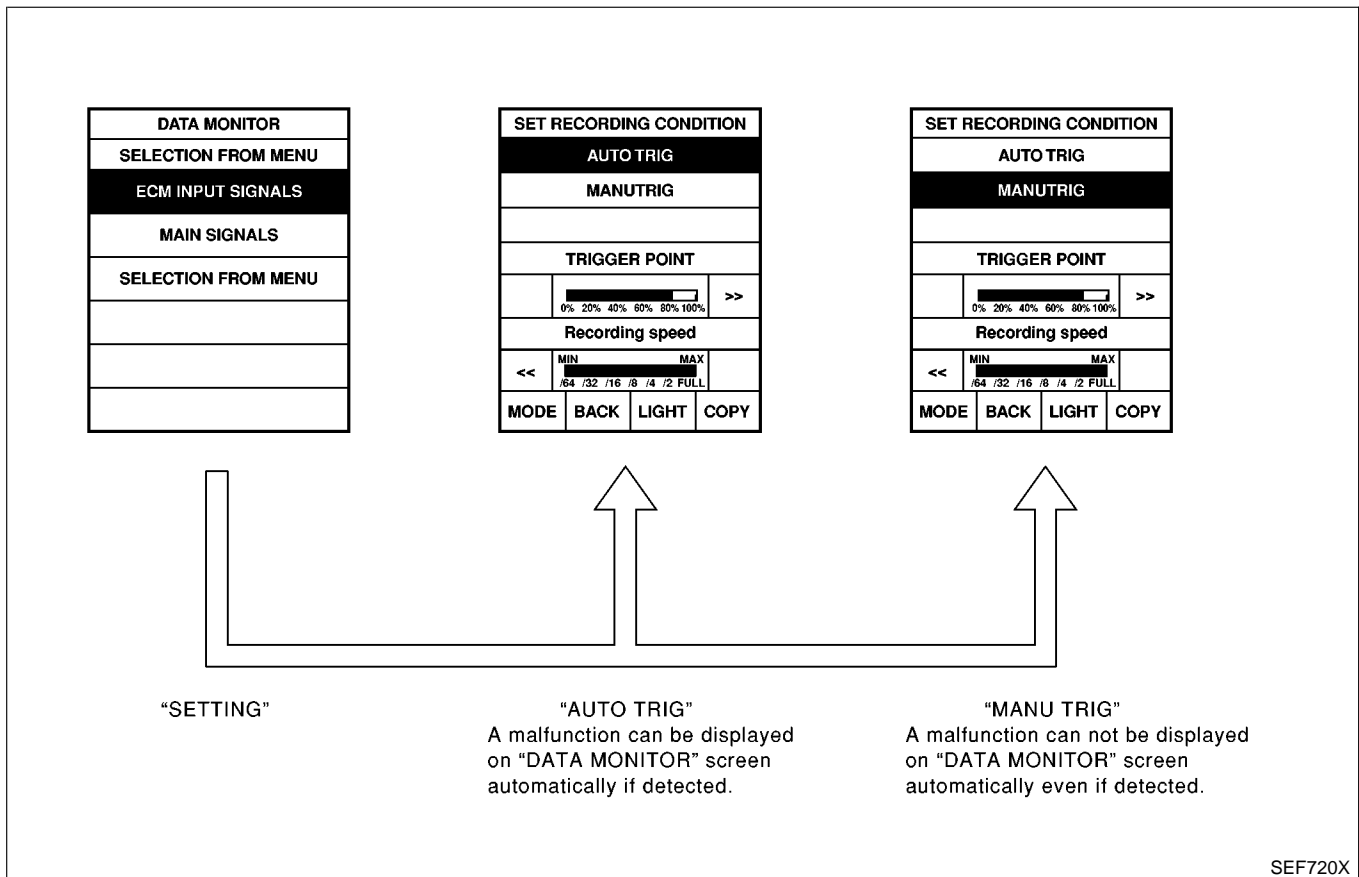 DATA MONITOR
SELECTION FROM MENU
ECM INPUT SIGNALS
MAIN SIGNALS
SELECTION FROM MENU
SET RECORDING CONDITION
AUTO TRIG
MANUTRIG
TRIGGER POINT
>>
0% 20% 40% 60% 80% 100%
Recording speed
MIN MAX
<<
/64 /32 /16 /8 /4 /2 FULL
MODE BACK LIGHT COPY
SET RECORDING CONDITION
AUTO TRIG
MANUTRIG
TRIGGER POINT
>>
0% 20% 40% 60% 80% 100%
Recording speed
MIN MAX
<<
/64 /32 /16 /8 /4 /2 FULL
MODE BACK LIGHT COPY
“SETTING”
“AUTO TRIG”
A malfunction can be displayed
on “DATA MONITOR” screen
automatically if detected.
“MANU TRIG”
A malfunction can not be displayed
on “DATA MONITOR” screen
automatically even if detected.
SEF720X